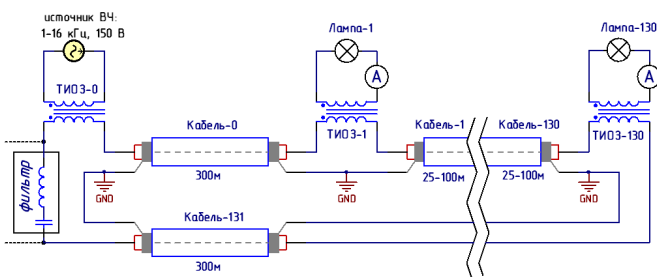 источник ВЧ:
1-16 кГц, 150 В
Лампа-1
Лампа-130
A
A
ТИОЗ-0
Кабель-0
ТИОЗ-1
Кабель-1
Кабель-130
ТИОЗ-130
фильтр
GND
300м
GND
25-100м
25-100м
GND
Кабель-131
300м